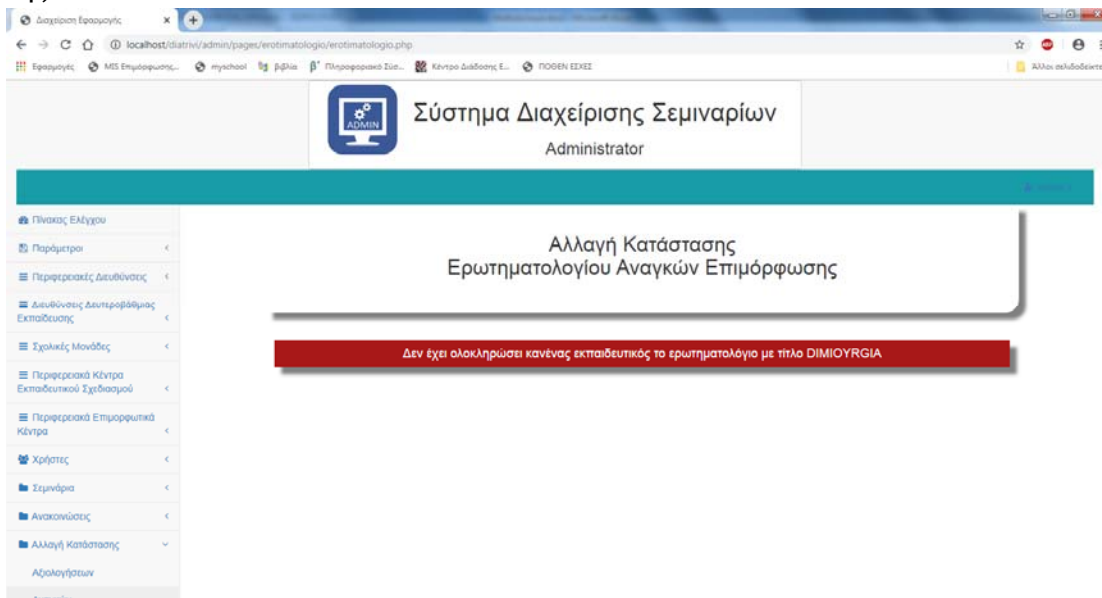 Διαχείριση Εφαρμογής
localhost/diatrivi/admin/pages/erotimatologio/erotimatologio.php
Εφαρμογές MIS Επιμόρφωσης... myschool βιβλία Πληροφοριακό Συσ... Κέντρο Διάδοσης Ε... ΠΟΘΕΝ ΕΣΧΕΣ Άλλοι σελιδοδείκτε
ADMIN
Σύστημα Διαχείρισης Σεμιναρίων
Administrator
Πίνακας Ελέγχου
Παράμετροι
Περιφερειακές Διευθύνσεις
Διευθύνσεις Δευτεροβάθμιας
Εκπαίδευσης
Σχολικές Μονάδες
Περιφερειακά Κέντρα
Εκπαιδευτικού Σχεδιασμού
Περιφερειακά Επιμορφωτικά
Κέντρα
Χρήστες
Σεμινάρια
Ανακοινώσεις
Αλλαγή Κατάστασης
Αξιολογήσεων
Αλλαγή Κατάστασης
Ερωτηματολογίου Αναγκών Επιμόρφωσης
Δεν έχει ολοκληρώσει κανένας εκπαιδευτικός το ερωτηματολόγιο με τίτλο DIMIOYRGIA